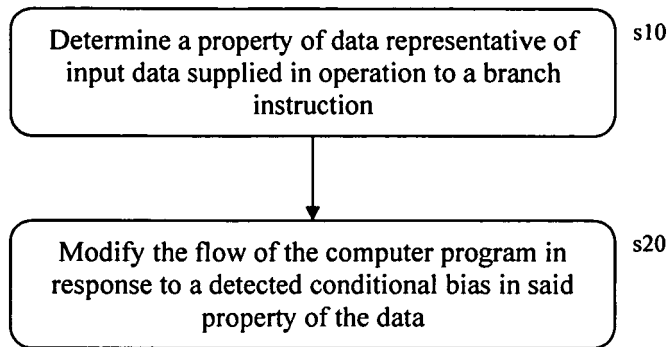 Determine a property of data representative of
input data supplied in operation to a branch
instruction
s10
Modify the flow of the computer program in
response to a detected conditional bias in said
property of the data
s20